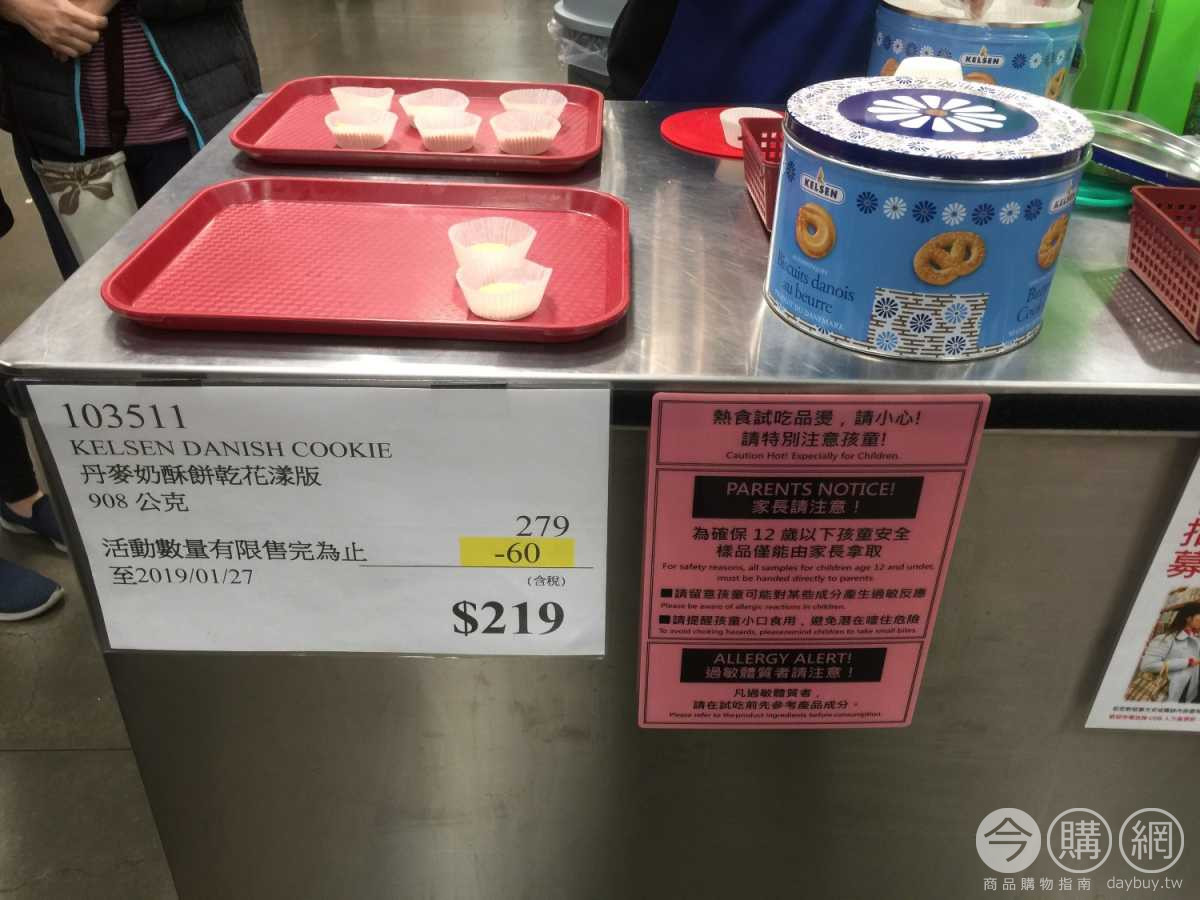 KELSEN
KELSEN
Biscuits danois
au beurre
103511
KELSEN DANISH COOKIE
丹麥奶酥餅乾花漾版
908 公克
279
活動數量有限售完為止
-60
至2019/01/27
(含稅)
$219
熱食試吃品燙，請小心!
請特別注意孩童!
Caution Hot! Especially for Children.
PARENTS NOTICE!
家長請注意！
為確保 12 歲以下孩童安全
樣品僅能由家長拿取
For safety reasons, all samples for children age 12 and under,
must be handed directly to parents.
■請留意孩童可能對某些成分產生過敏反應
Please be aware of allergic reactions in children.
■請提醒孩童小口食用，避免潛在噎住危險
To avoid choking hazards, please remind children to take small bites.
ALLERGY ALERT!
過敏體質者請注意！
凡過敏體質者，
請在試吃前先參考產品成分。
Please refer to the product ingredients before consumption.
募
今購網
商品購物指南 daybuy.tw